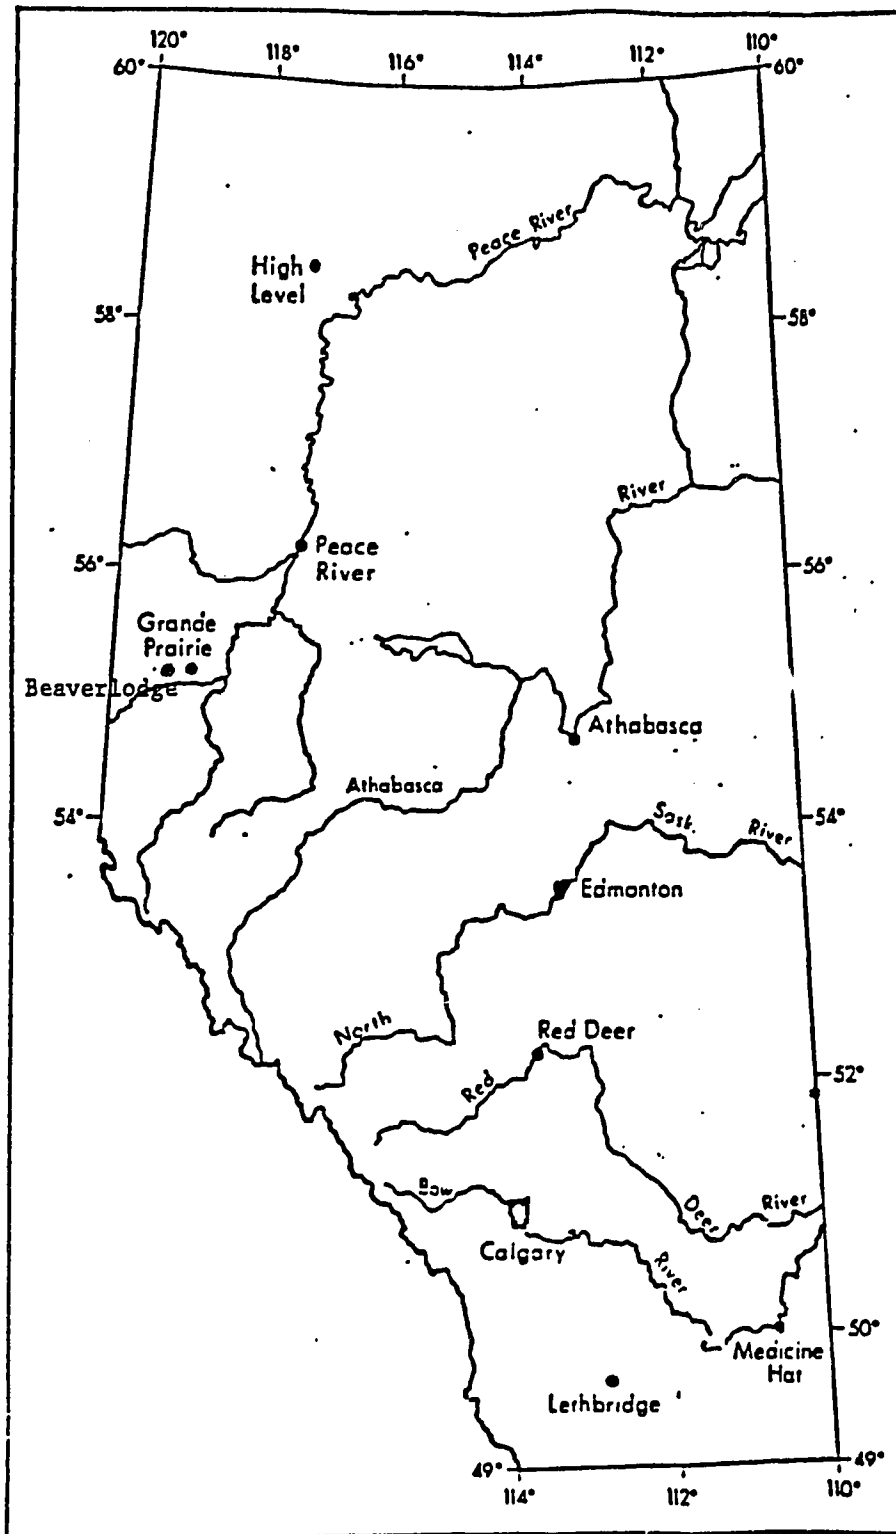 120° 118° 116° 114° 112° 110°
60° 60°
Peace River
High
Level
58° 58°
River
56° 56°
Peace
River
Grande
Prairie
Beaverlodge
Athabasca
Athabasca
54° 54°
Sask. River
Edmonton
North
Red Deer
Red
52°
Bow
Deer River
Calgary
River
50°
Medicine
Hat
Lethbridge
49° 49°
114° 112° 110°